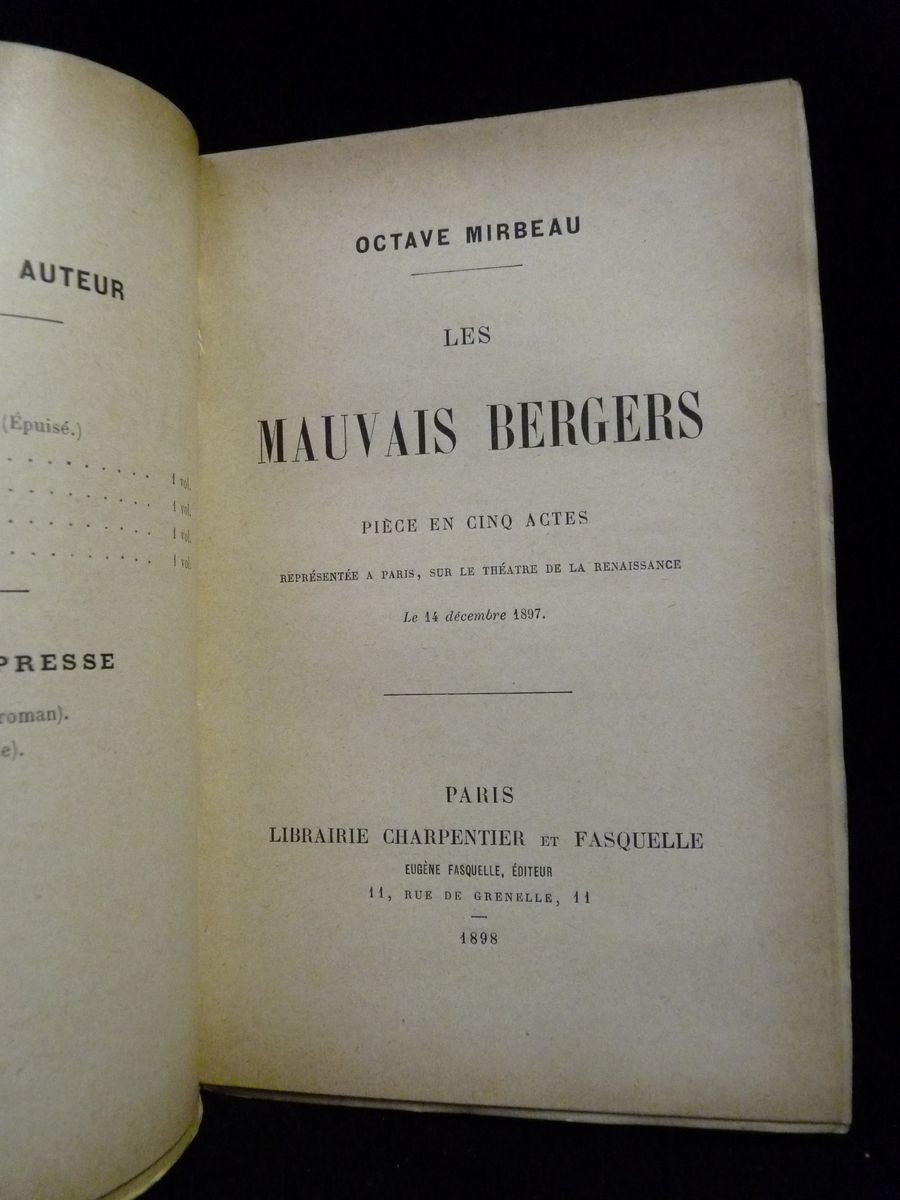 AUTEUR
(Épuisé.)
1 vol.
1 vol.
1 vol.
1 vol.
PRESSE
roman).
e).
OCTAVE MIRBEAU
LES
MAUVAIS BERGERS
PIÈCE EN CINQ ACTES
REPRÉSENTÉE A PARIS, SUR LE THÉATRE DE LA RENAISSANCE
Le 14 décembre 1897.
PARIS
LIBRAIRIE CHARPENTIER ET FASQUELLE
EUGÈNE FASQUELLE, ÉDITEUR
11, RUE DE GRENELLE, 11
1898